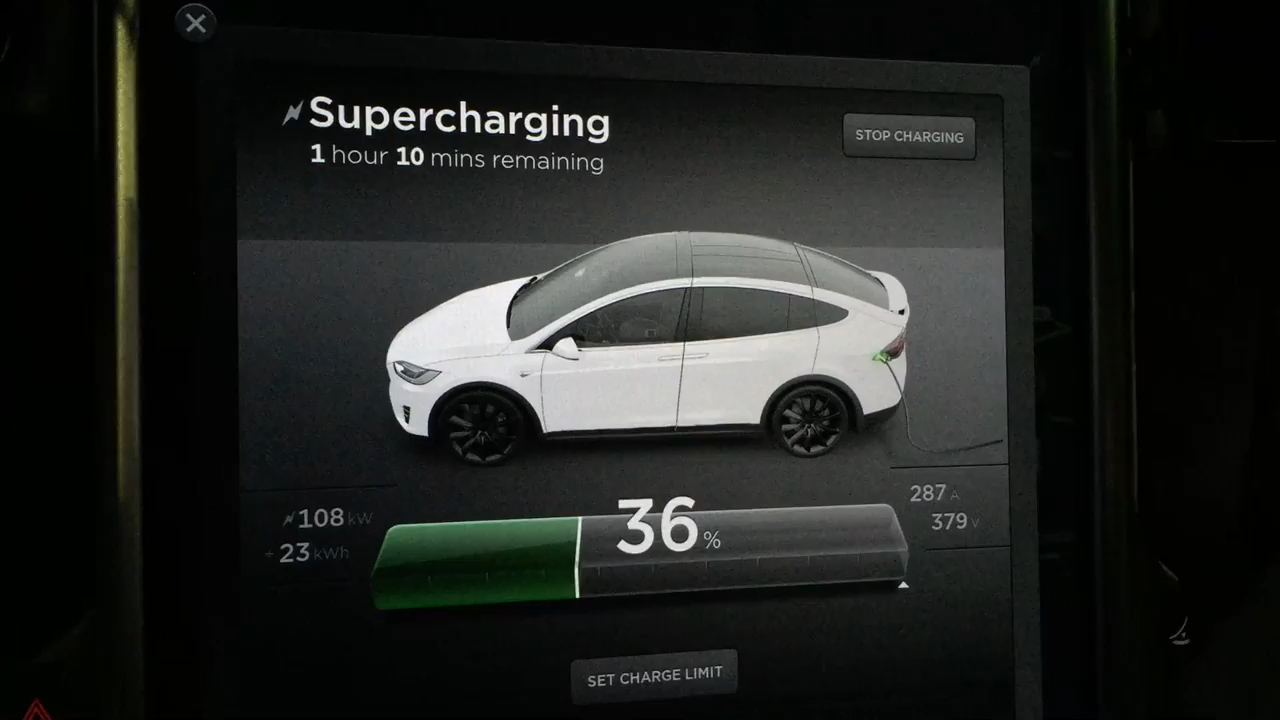 Supercharging
1 hour 10 mins remaining
STOP CHARGING
108 kW
+ 23 kWh
36 %
287 A
379 V
SET CHARGE LIMIT